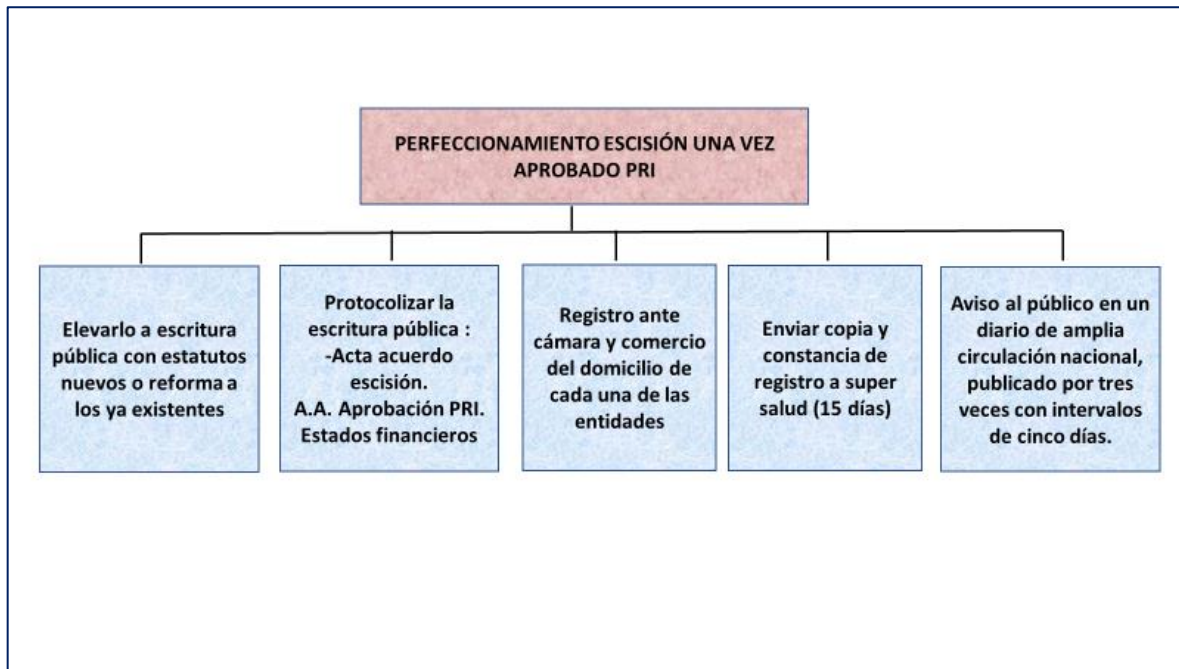 PERFECCIONAMIENTO ESCISIÓN UNA VEZ
APROBADO PRI
Elevarlo a escritura
pública con estatutos
nuevos o reforma a
los ya existentes
Protocolizar la
escritura pública :
-Acta acuerdo
escisión.
A.A. Aprobación PRI.
Estados financieros
Registro ante
cámara y comercio
del domicilio de
cada una de las
entidades
Enviar copia y
constancia de
registro a super
salud (15 días)
Aviso al público en un
diario de amplia
circulación nacional,
publicado por tres
veces con intervalos
de cinco días.